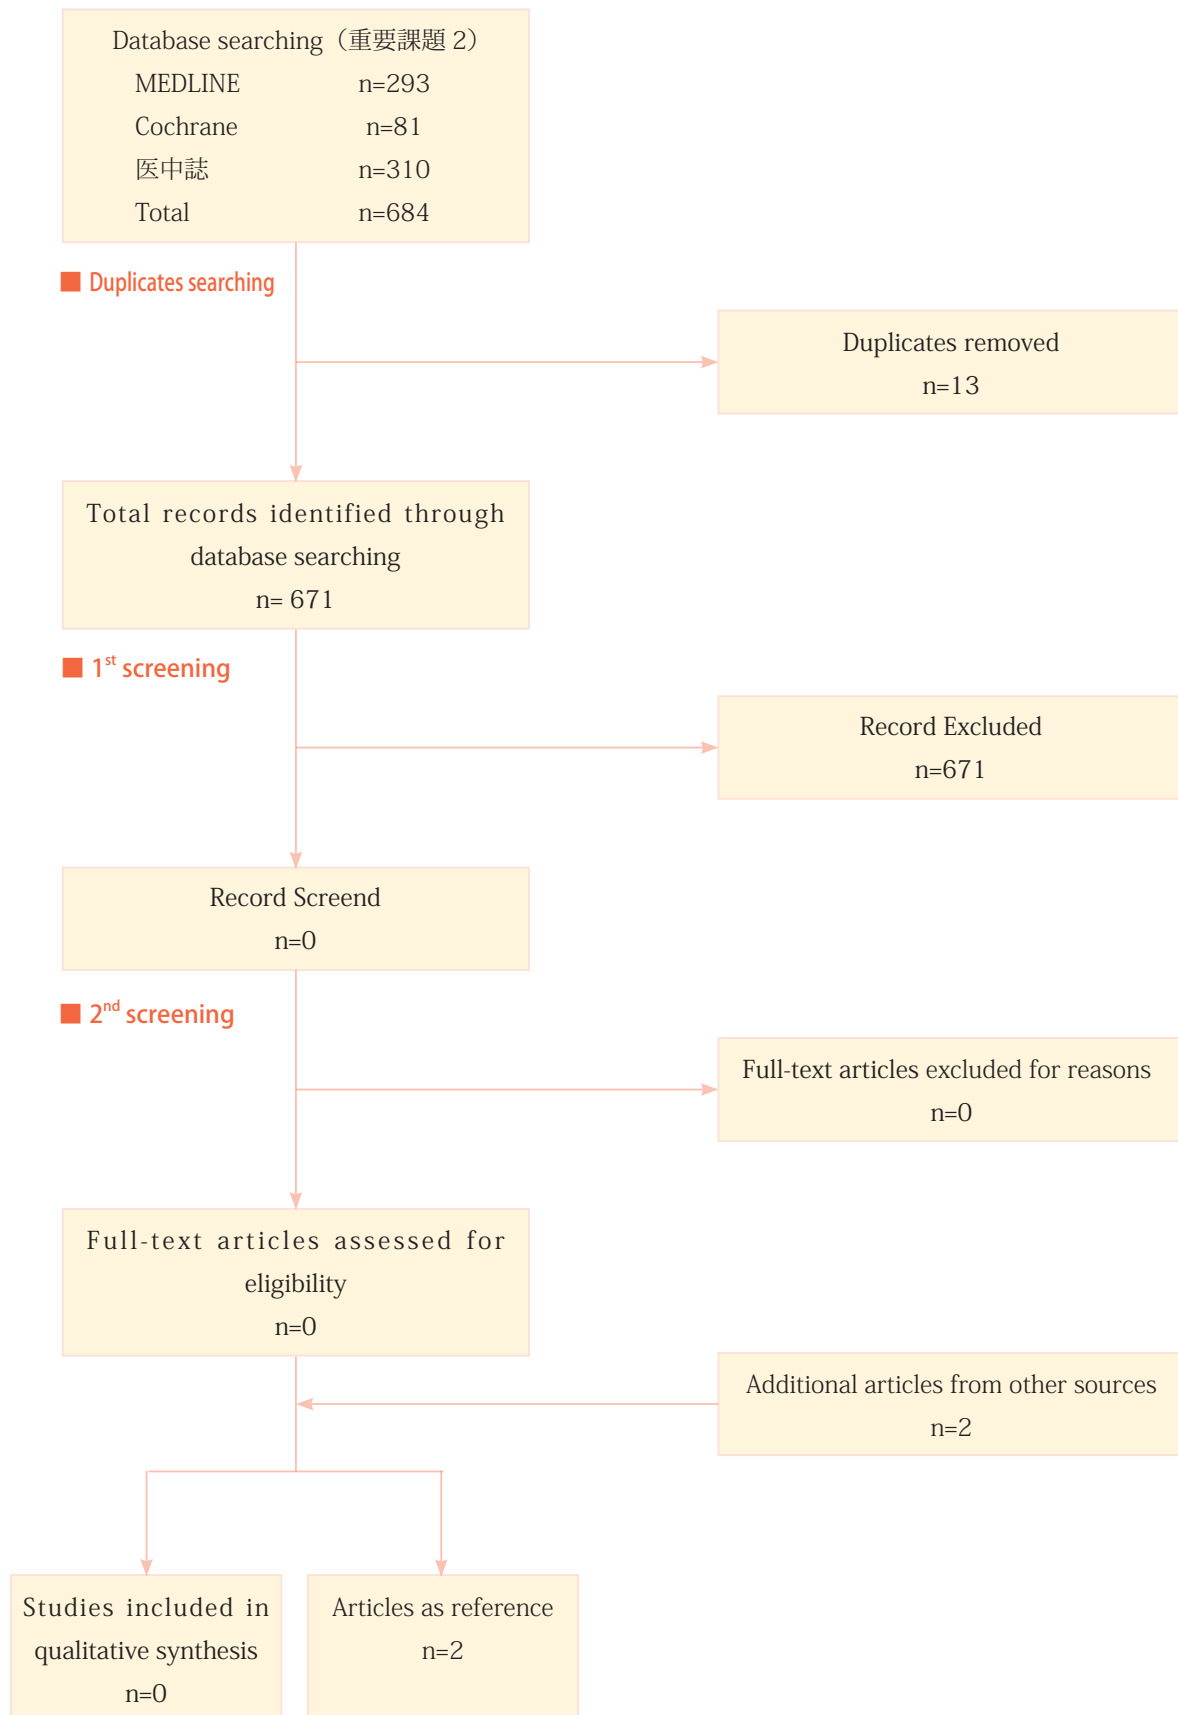 Database searching（重要課題 2）
MEDLINE n=293
Cochrane n=81
医中誌 n=310
Total n=684
■ Duplicates searching
Duplicates removed
n=13
Total records identified through
database searching
n= 671
■ 1st screening
Record Excluded
n=671
Record Screend
n=0
■ 2nd screening
Full-text articles excluded for reasons
n=0
Full-text articles assessed for
eligibility
n=0
Additional articles from other sources
n=2
Studies included in
qualitative synthesis
n=0
Articles as reference
n=2